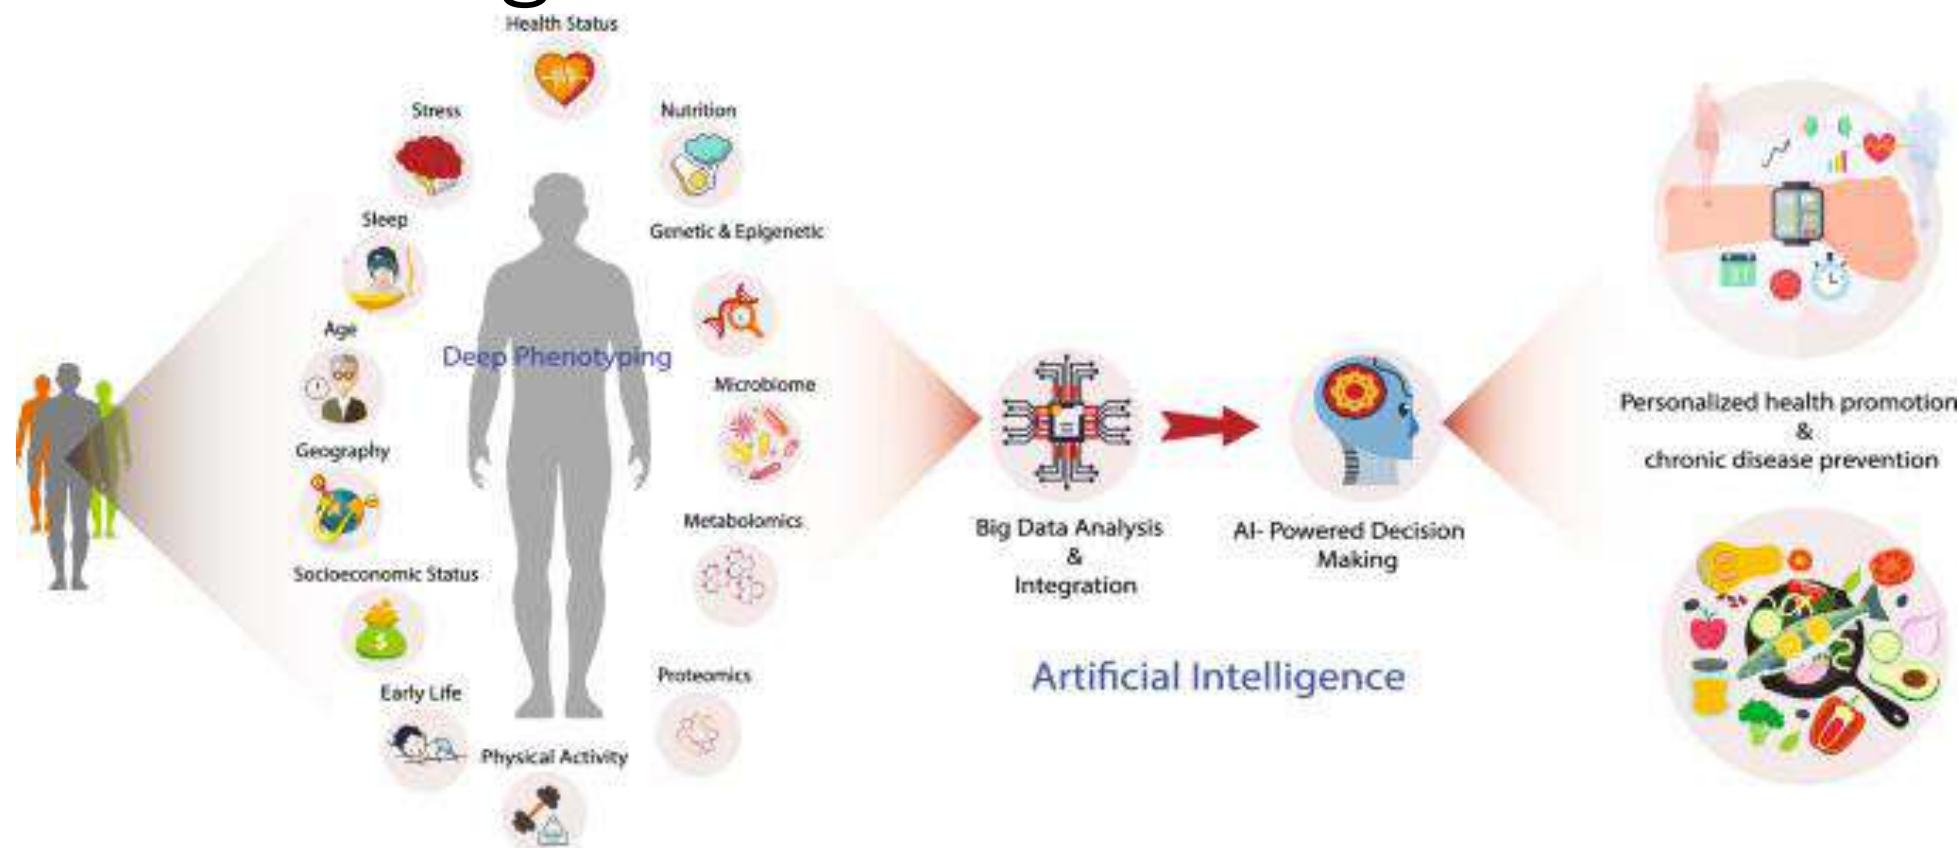 Health Status
Stress
Nutrition
Sleep
Genetic & Epigenetic
Age
Deep Phenotyping
Microbiome
Geography
Metabolomics
Socioeconomic Status
Proteomics
Early Life
Physical Activity
Big Data Analysis
&
Integration
AI- Powered Decision
Making
Artificial Intelligence
Personalized health promotion
&
chronic disease prevention